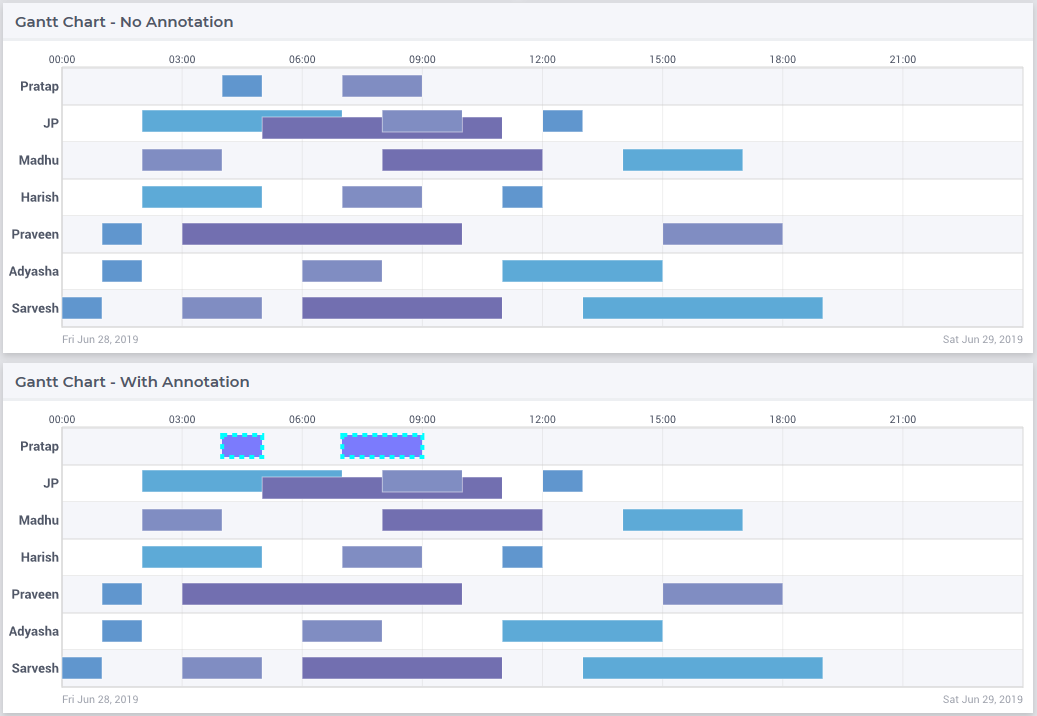 Gantt Chart - No Annotation
00:00 03:00 06:00 09:00 12:00 15:00 18:00 21:00
Pratap
JP
Madhu
Harish
Praveen
Adyasha
Sarvesh
Fri Jun 28, 2019 Sat Jun 29, 2019
Gantt Chart - With Annotation
00:00 03:00 06:00 09:00 12:00 15:00 18:00 21:00
Pratap
JP
Madhu
Harish
Praveen
Adyasha
Sarvesh
Fri Jun 28, 2019 Sat Jun 29, 2019